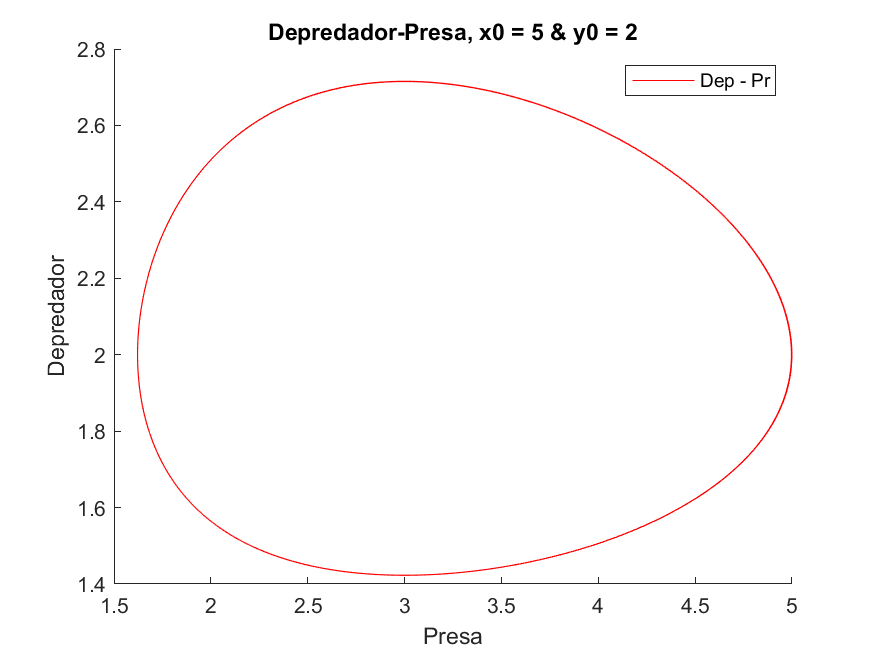 Depredador-Presa, x0 = 5 & y0 = 2
Dep - Pr
2.8
2.6
2.4
2.2
2
1.8
1.6
1.4
Depredador
1.5 2 2.5 3 3.5 4 4.5 5
Presa